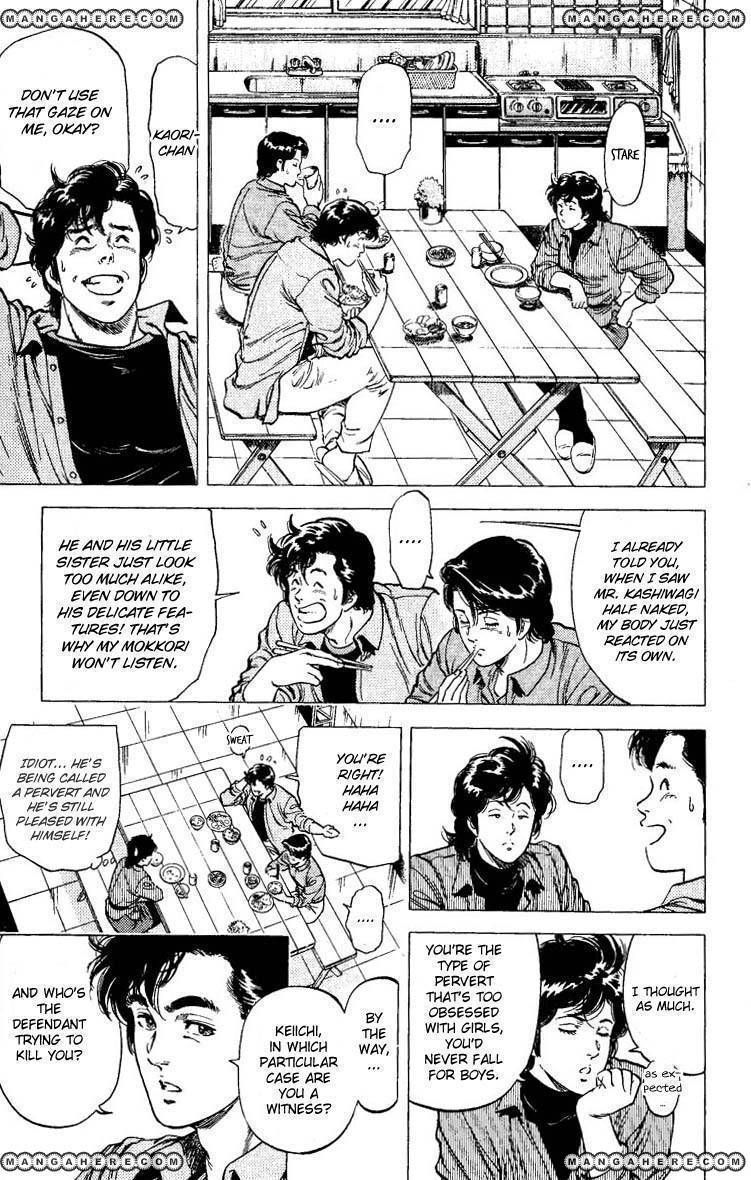 MANGAHERE.COM
MANGAHERE.COM
....
STARE
KAORI-
CHAN
DON'T USE
THAT GAZE ON
ME, OKAY?
I ALREADY
TOLD YOU,
WHEN I SAW
MR. KASHIWAGI
HALF NAKED,
MY BODY JUST
REACTED ON
ITS OWN.
....
HE AND HIS LITTLE
SISTER JUST LOOK
TOO MUCH ALIKE,
EVEN DOWN TO
HIS DELICATE FEA-
TURES! THAT'S
WHY MY MOKKORI
WON'T LISTEN.
....
YOU'RE
RIGHT!
HAHA
HAHA
...
SWEAT
IDIOT... HE'S
BEING CALLED
A PERVERT AND
HE'S STILL
PLEASED WITH
HIMSELF!
....
I THOUGHT
AS MUCH.
as ex-
pected
...
YOU'RE THE
TYPE OF
PERVERT
THAT'S TOO
OBSESSED
WITH GIRLS,
YOU'D
NEVER FALL
FOR BOYS.
BY
THE
WAY,
...
KEIICHI,
IN WHICH
PARTICULAR
CASE ARE
YOU A
WITNESS?
AND WHO'S
THE
DEFENDANT
TRYING TO
KILL YOU?
MANGAHERE.COM
MANGAHERE.COM